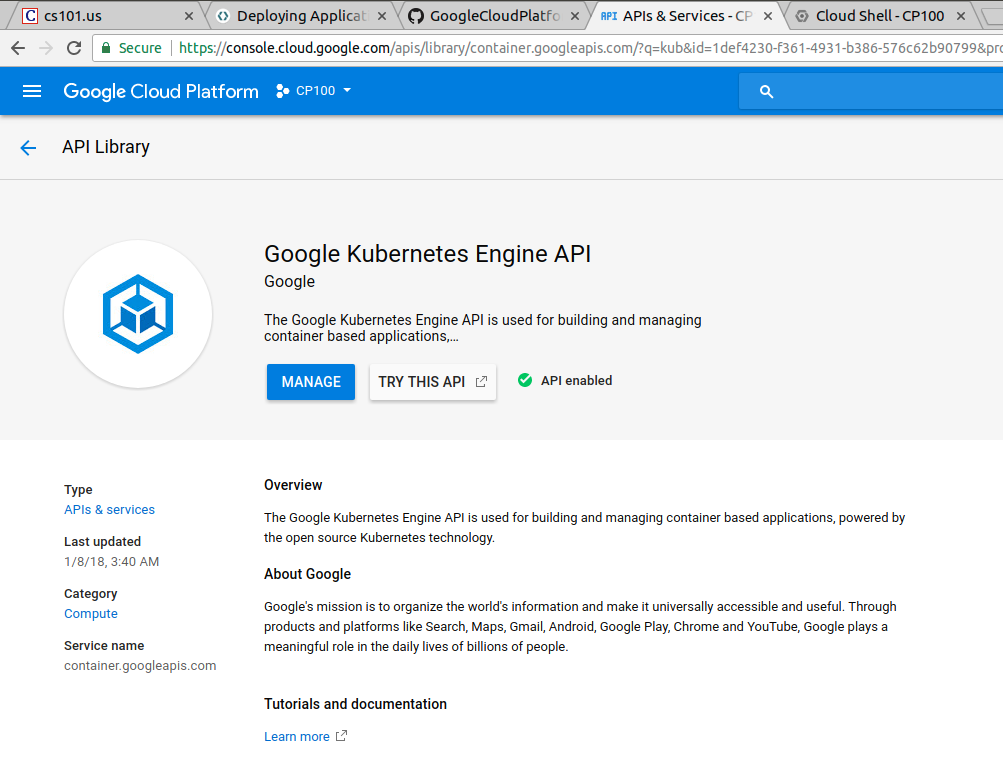 cs101.us
Deploying Applicat
GoogleCloudPlatfo
API APIs & Services - CP
Cloud Shell - CP100
Secure
https://console.cloud.google.com/apis/library/container.googleapis.com/?q=kub&id=1def4230-f361-4931-b386-576c62b90799&pro
Google Cloud Platform
CP100
API Library
Google Kubernetes Engine API
Google
The Google Kubernetes Engine API is used for building and managing
container based applications,...
MANAGE
TRY THIS API
API enabled
Type
APIs & services
Last updated
1/8/18, 3:40 AM
Category
Compute
Service name
container.googleapis.com
Overview
The Google Kubernetes Engine API is used for building and managing container based applications, powered by
the open source Kubernetes technology.
About Google
Google's mission is to organize the world's information and make it universally accessible and useful. Through
products and platforms like Search, Maps, Gmail, Android, Google Play, Chrome and YouTube, Google plays a
meaningful role in the daily lives of billions of people.
Tutorials and documentation
Learn more